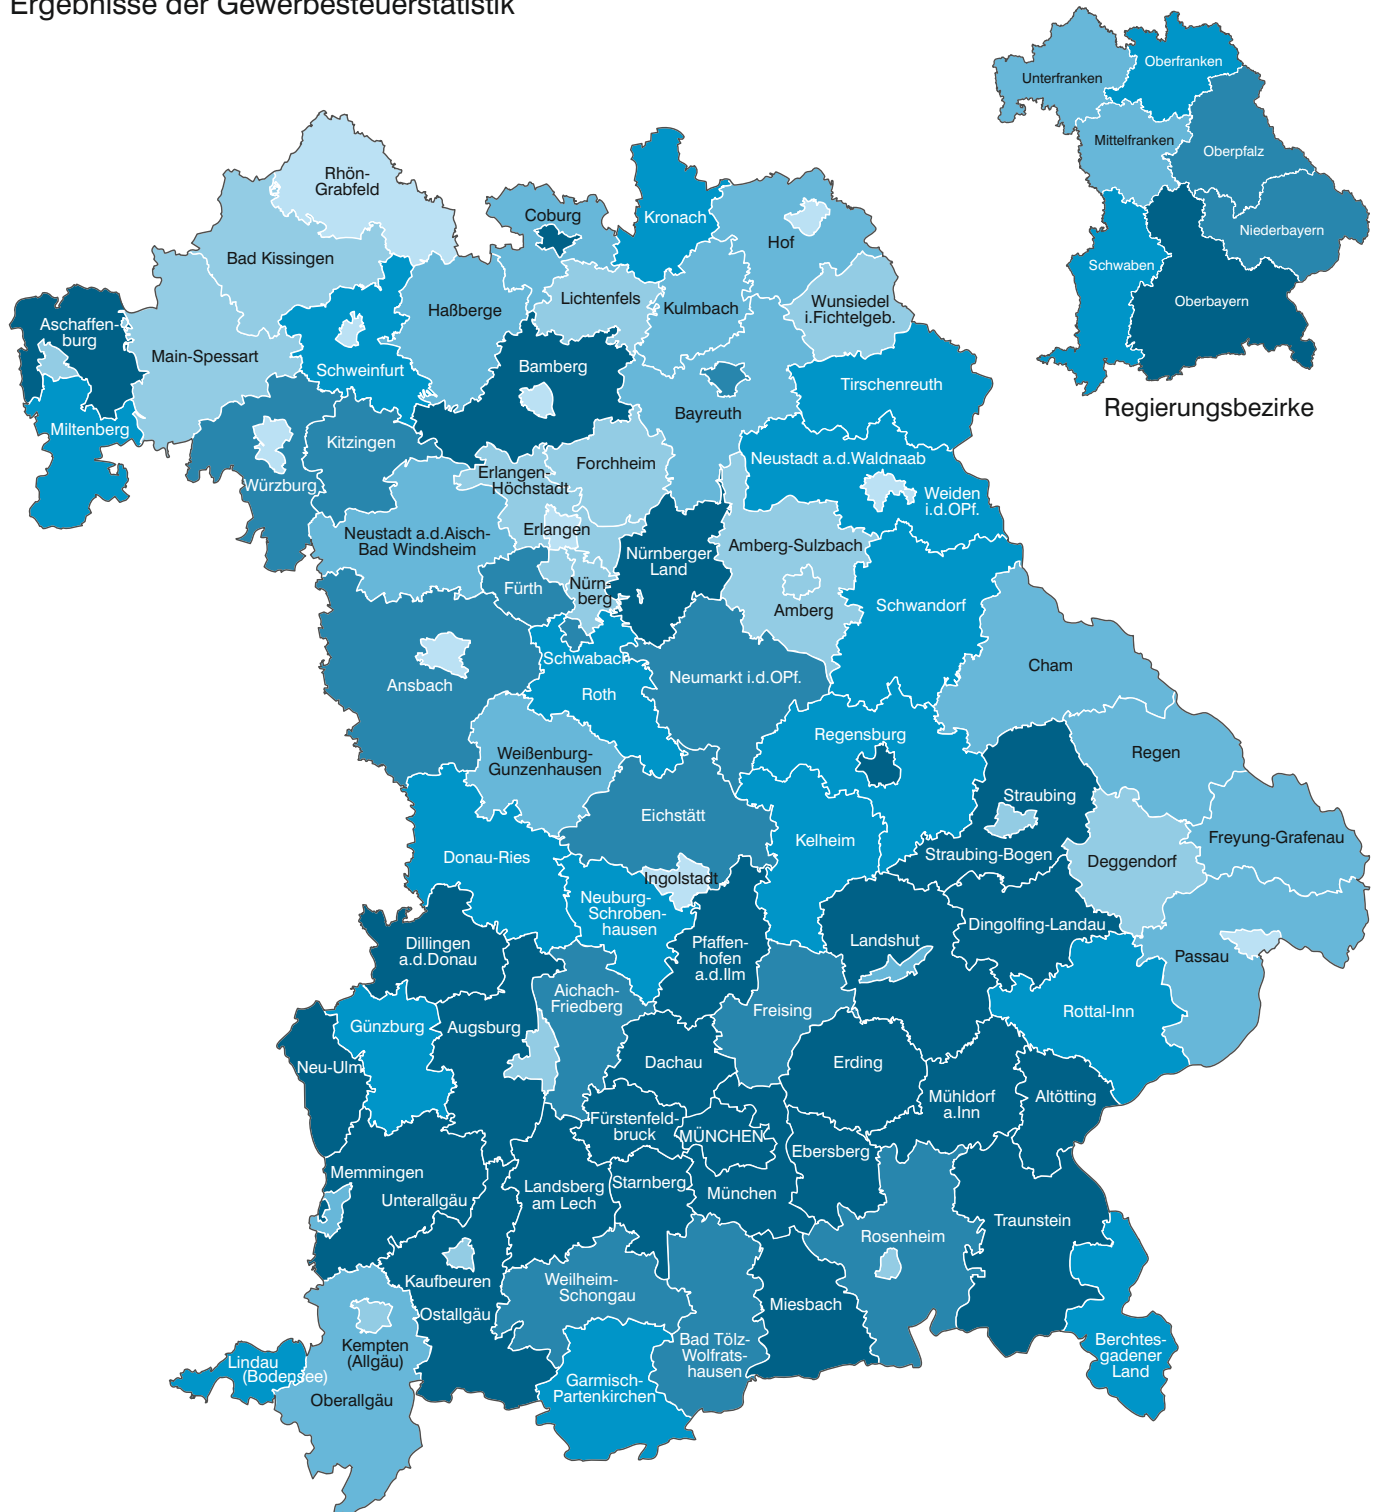 Ergebnisse der Gewerbesteuerstatistik
Unterfranken
Oberfranken
Mittelfranken
Oberpfalz
Niederbayern
Schwaben
Oberbayern
Regierungsbezirke
Rhön-
Grabfeld
Coburg
Kronach
Hof
Bad Kissingen
Haßberge
Lichtenfels
Kulmbach
Wunsiedel
i.Fichtelgeb.
Aschaffen-
burg
Main-Spessart
Schweinfurt
Bamberg
Bayreuth
Tirschenreuth
Miltenberg
Würzburg
Kitzingen
Erlangen-
Höchstadt
Forchheim
Neustadt a.d.Waldnaab
Weiden
i.d.OPf.
Neustadt a.d.Aisch-
Bad Windsheim
Erlangen
Nürnberger
Land
Amberg-Sulzbach
Amberg
Schwandorf
Fürth
Nürn-
berg
Cham
Ansbach
Schwabach
Roth
Neumarkt i.d.OPf.
Regensburg
Regen
Weißenburg-
Gunzenhausen
Eichstätt
Kelheim
Straubing
Straubing-Bogen
Deggendorf
Freyung-Grafenau
Donau-Ries
Ingolstadt
Neuburg-
Schroben-
hausen
Pfaffen-
hofen
a.d.Ilm
Landshut
Dingolfing-Landau
Passau
Dillingen
a.d.Donau
Aichach-
Friedberg
Freising
Rottal-Inn
Günzburg
Augsburg
Neu-Ulm
Dachau
Erding
Mühldorf
a.Inn
Altötting
Fürstenfeld-
bruck
MÜNCHEN
Ebersberg
Memmingen
Unterallgäu
Landsberg
am Lech
Starnberg
München
Traunstein
Rosenheim
Kaufbeuren
Ostallgäu
Weilheim-
Schongau
Miesbach
Kempten
(Allgäu)
Bad Tölz-
Wolfrats-
hausen
Berchtes-
gadener
Land
Lindau
(Bodensee)
Oberallgäu
Garmisch-
Partenkirchen